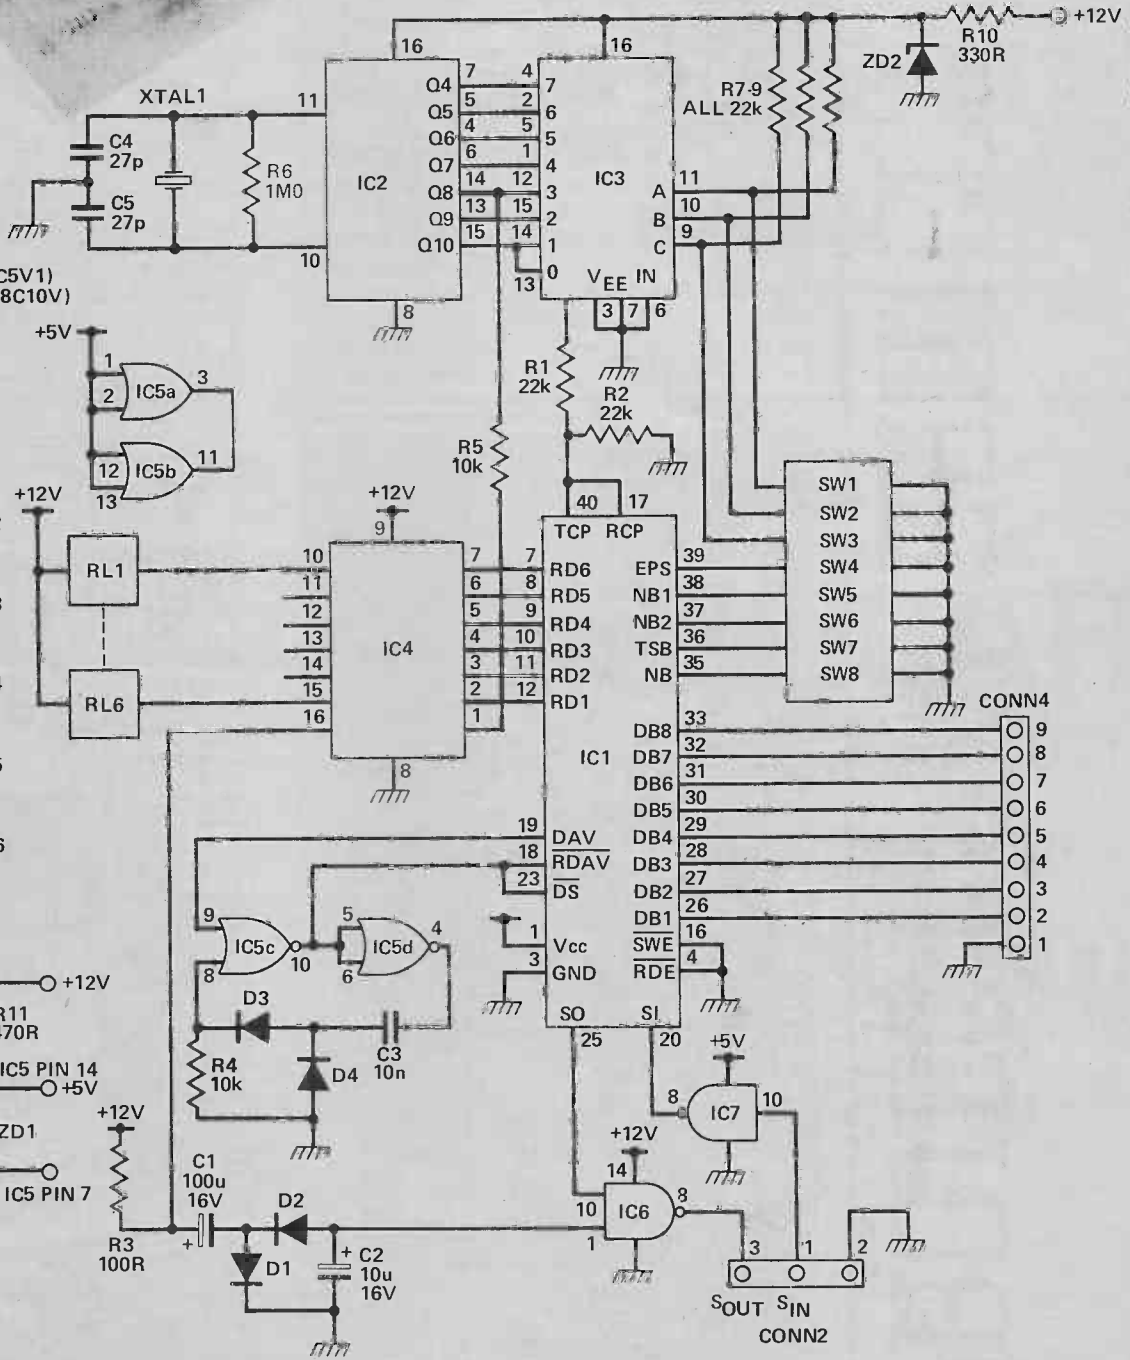 +12V
R10
330R
ZD2
16
16
R7-9
ALL 22k
XTAL1
11
C4
27p
C5
27p
R6
1M0
10
IC2
Q4
Q5
Q6
Q7
Q8
Q9
Q10
7
5
4
6
14
13
15
4
2
5
1
12
15
14
13
7
6
5
4
3
2
1
0
IC3
A
B
C
11
10
9
VEE IN
3 7 6
8
C5V1)
8C10V)
+5V
1
2
IC5a
3
12
13
IC5b
11
R1
22k
R2
22k
R5
10k
40 17
TCP RCP
+12V
RL1
RL6
+12V
9
10
11
12
13
14
15
16
IC4
7
6
5
4
3
2
1
8
7
8
9
10
11
12
RD6
RD5
RD4
RD3
RD2
RD1
EPS
NB1
NB2
TSB
NB
39
38
37
36
35
SW1
SW2
SW3
SW4
SW5
SW6
SW7
SW8
IC1
DB8
DB7
DB6
DB5
DB4
DB3
DB2
DB1
33
32
31
30
29
28
27
26
CONN4
9
8
7
6
5
4
3
2
1
19 DAV
18 RDAV
23 DS
1 Vcc
3 GND
SWE 16
RDE 4
SO
25
SI
20
9
8
IC5c
10
5
6
IC5d
4
D3
D4
C3
10n
R4
10k
+12V
R11
470R
IC5 PIN 14
+5V
ZD1
IC5 PIN 7
+12V
R3
100R
C1
100u
16V
+
D2
D1
+ C2
10u
16V
+5V
8
IC7
10
+12V
14
10
1
IC6
8
3 1 2
SOUT SIN
CONN2